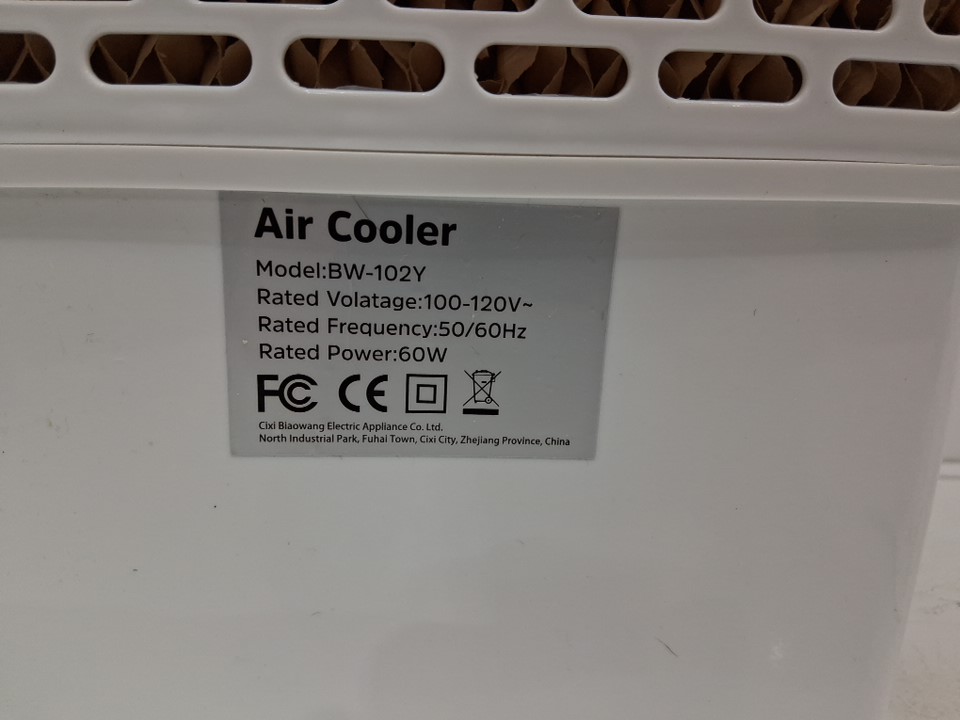 Air Cooler
Model:BW-102Y
Rated Volatage:100-120V~
Rated Frequency:50/60Hz
Rated Power:60W
FC CE
Cixi Biaowang Electric Appliance Co. Ltd.
North Industrial Park, Fuhai Town, Cixi City, Zhejiang Province, China